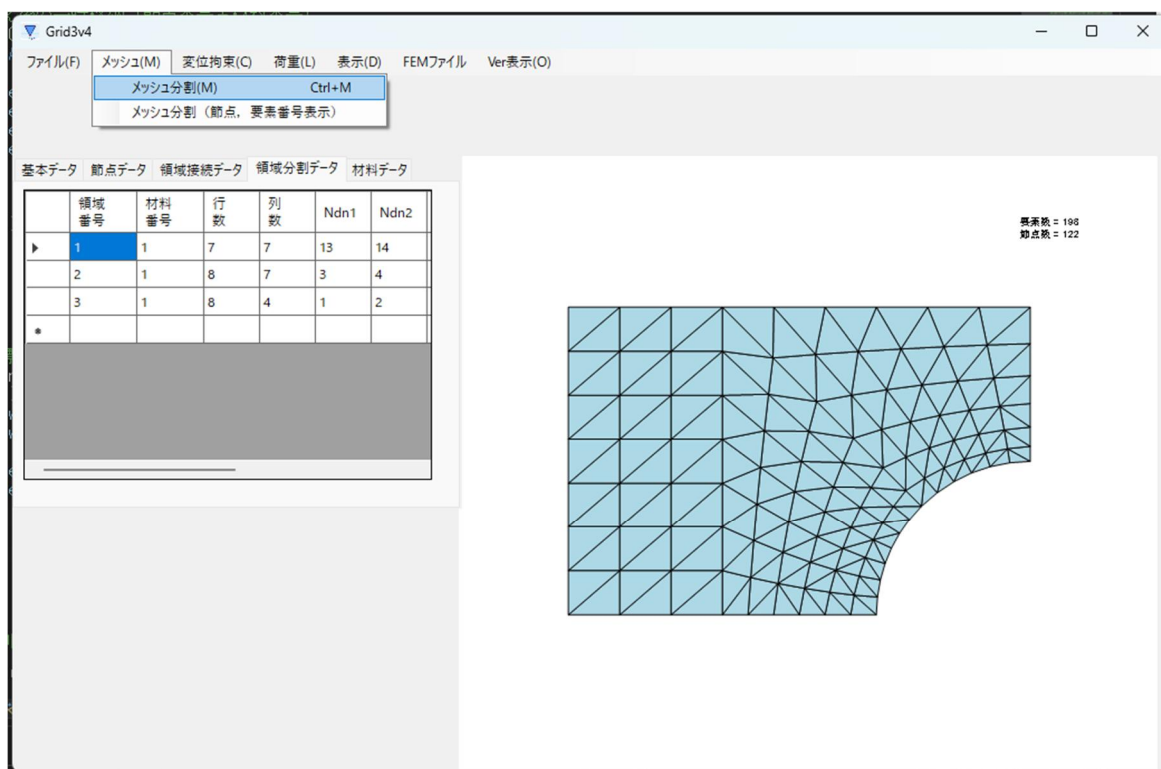 Grid3v4
ファイル(F) メッシュ(M) 変位拘束(C) 荷重(L) 表示(D) FEMファイル Ver表示(O)
メッシュ分割(M) Ctrl+M
メッシュ分割（節点，要素番号表示）
基本データ 節点データ 領域接続データ 領域分割データ 材料データ
領域番号 材料番号 行数 列数 Ndn1 Ndn2
1 1 7 7 13 14
2 1 8 7 3 4
3 1 8 4 1 2
要素数 = 198
節点数 = 122